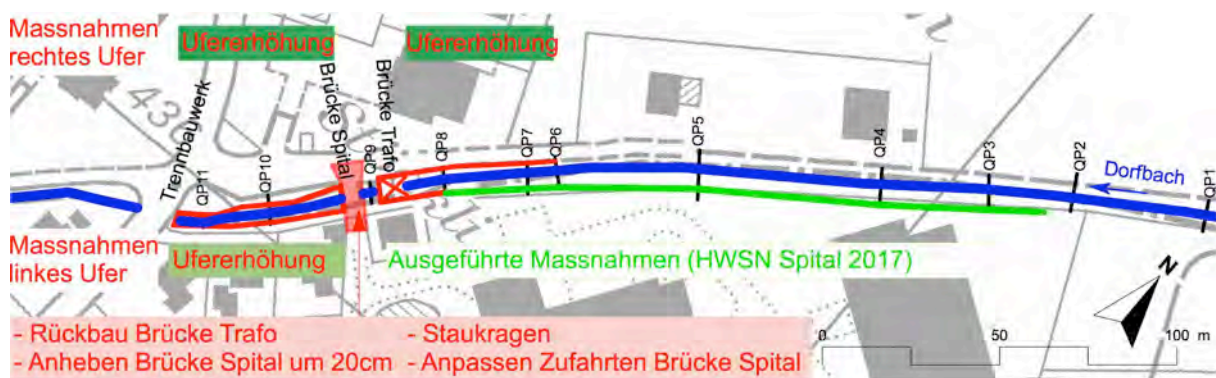 Massnahmen
rechtes Ufer
Ufererhöhung
Ufererhöhung
43
Trennbauwerk
Brücke Spital
Brücke Trafo
QP11
QP10
QP9
QP8
QP7
QP6
QP5
QP4
QP3
QP2
QP1
Dorfbach
Massnahmen
linkes Ufer
Ufererhöhung
Ausgeführte Massnahmen (HWSN Spital 2017)
N
- Rückbau Brücke Trafo
- Anheben Brücke Spital um 20cm
- Staukragen
- Anpassen Zufahrten Brücke Spital
0 50 100 m